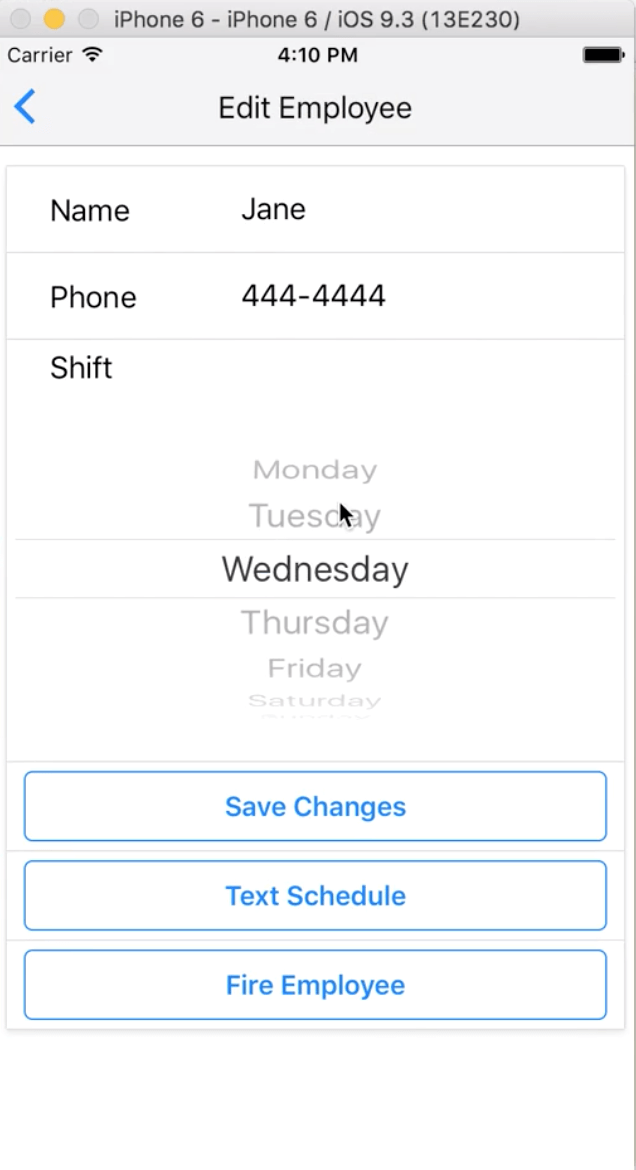 iPhone 6 - iPhone 6 / iOS 9.3 (13E230)
Carrier 4:10 PM
Edit Employee
Name Jane
Phone 444-4444
Shift
Monday
Tuesday
Wednesday
Thursday
Friday
Saturday
Save Changes
Text Schedule
Fire Employee